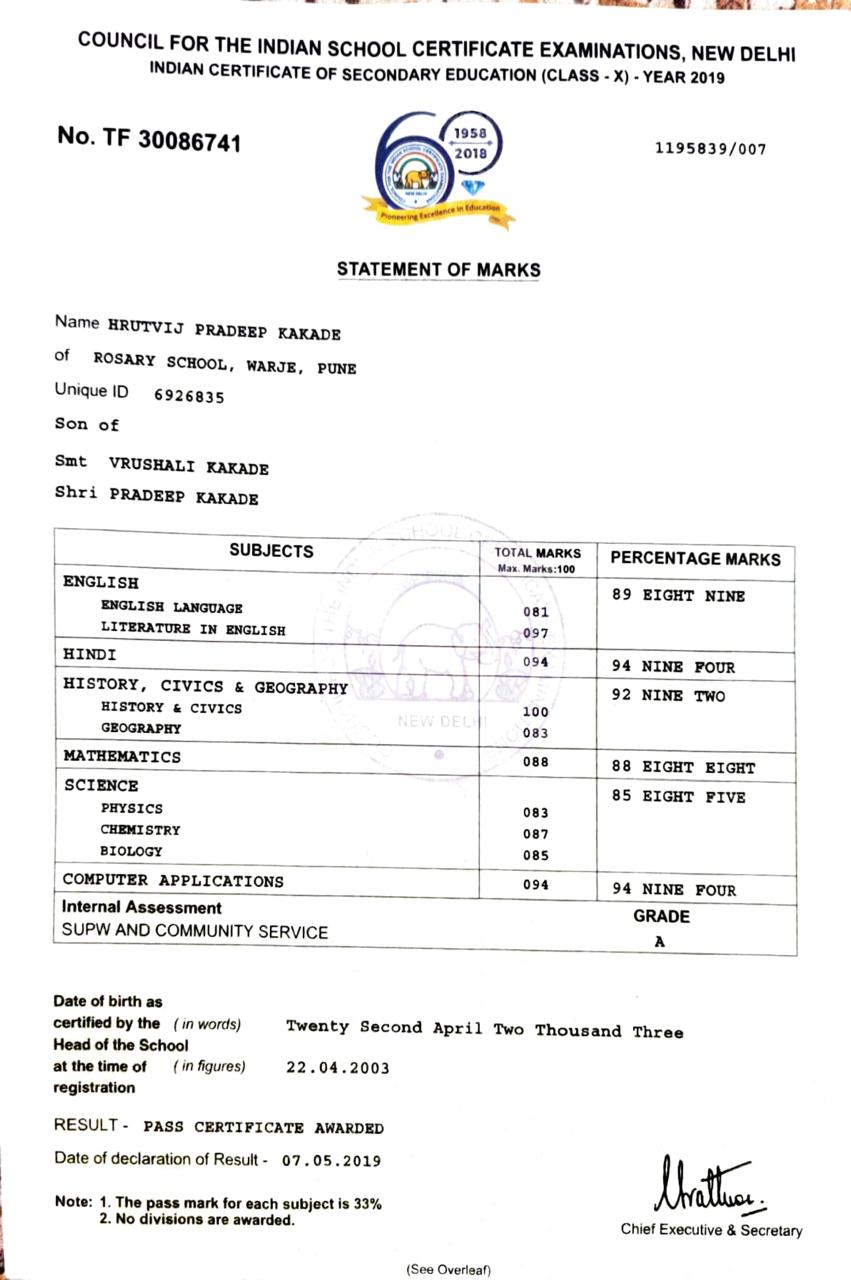 COUNCIL FOR THE INDIAN SCHOOL CERTIFICATE EXAMINATIONS, NEW DELHI
INDIAN CERTIFICATE OF SECONDARY EDUCATION (CLASS - X) - YEAR 2019
No. TF 30086741
1958
2018
NEW DELHI
Pioneering Excellence in Education
1195839/007
STATEMENT OF MARKS
Name HRUTVIJ PRADEEP KAKADE
of ROSARY SCHOOL, WARJE, PUNE
Unique ID 6926835
Son of
Smt VRUSHALI KAKADE
Shri PRADEEP KAKADE
SUBJECTS TOTAL MARKS Max. Marks:100 PERCENTAGE MARKS
ENGLISH 89 EIGHT NINE
ENGLISH LANGUAGE 081
LITERATURE IN ENGLISH 097
HINDI 094 94 NINE FOUR
HISTORY, CIVICS & GEOGRAPHY 92 NINE TWO
HISTORY & CIVICS 100
GEOGRAPHY 083
NEW DELHI
MATHEMATICS 088 88 EIGHT EIGHT
SCIENCE 85 EIGHT FIVE
PHYSICS 083
CHEMISTRY 087
BIOLOGY 085
COMPUTER APPLICATIONS 094 94 NINE FOUR
Internal Assessment GRADE
SUPW AND COMMUNITY SERVICE A
Date of birth as
certified by the (in words) Twenty Second April Two Thousand Three
Head of the School
at the time of (in figures) 22.04.2003
registration
RESULT - PASS CERTIFICATE AWARDED
Date of declaration of Result - 07.05.2019
Note: 1. The pass mark for each subject is 33%
2. No divisions are awarded.
Chief Executive & Secretary
(See Overleaf)